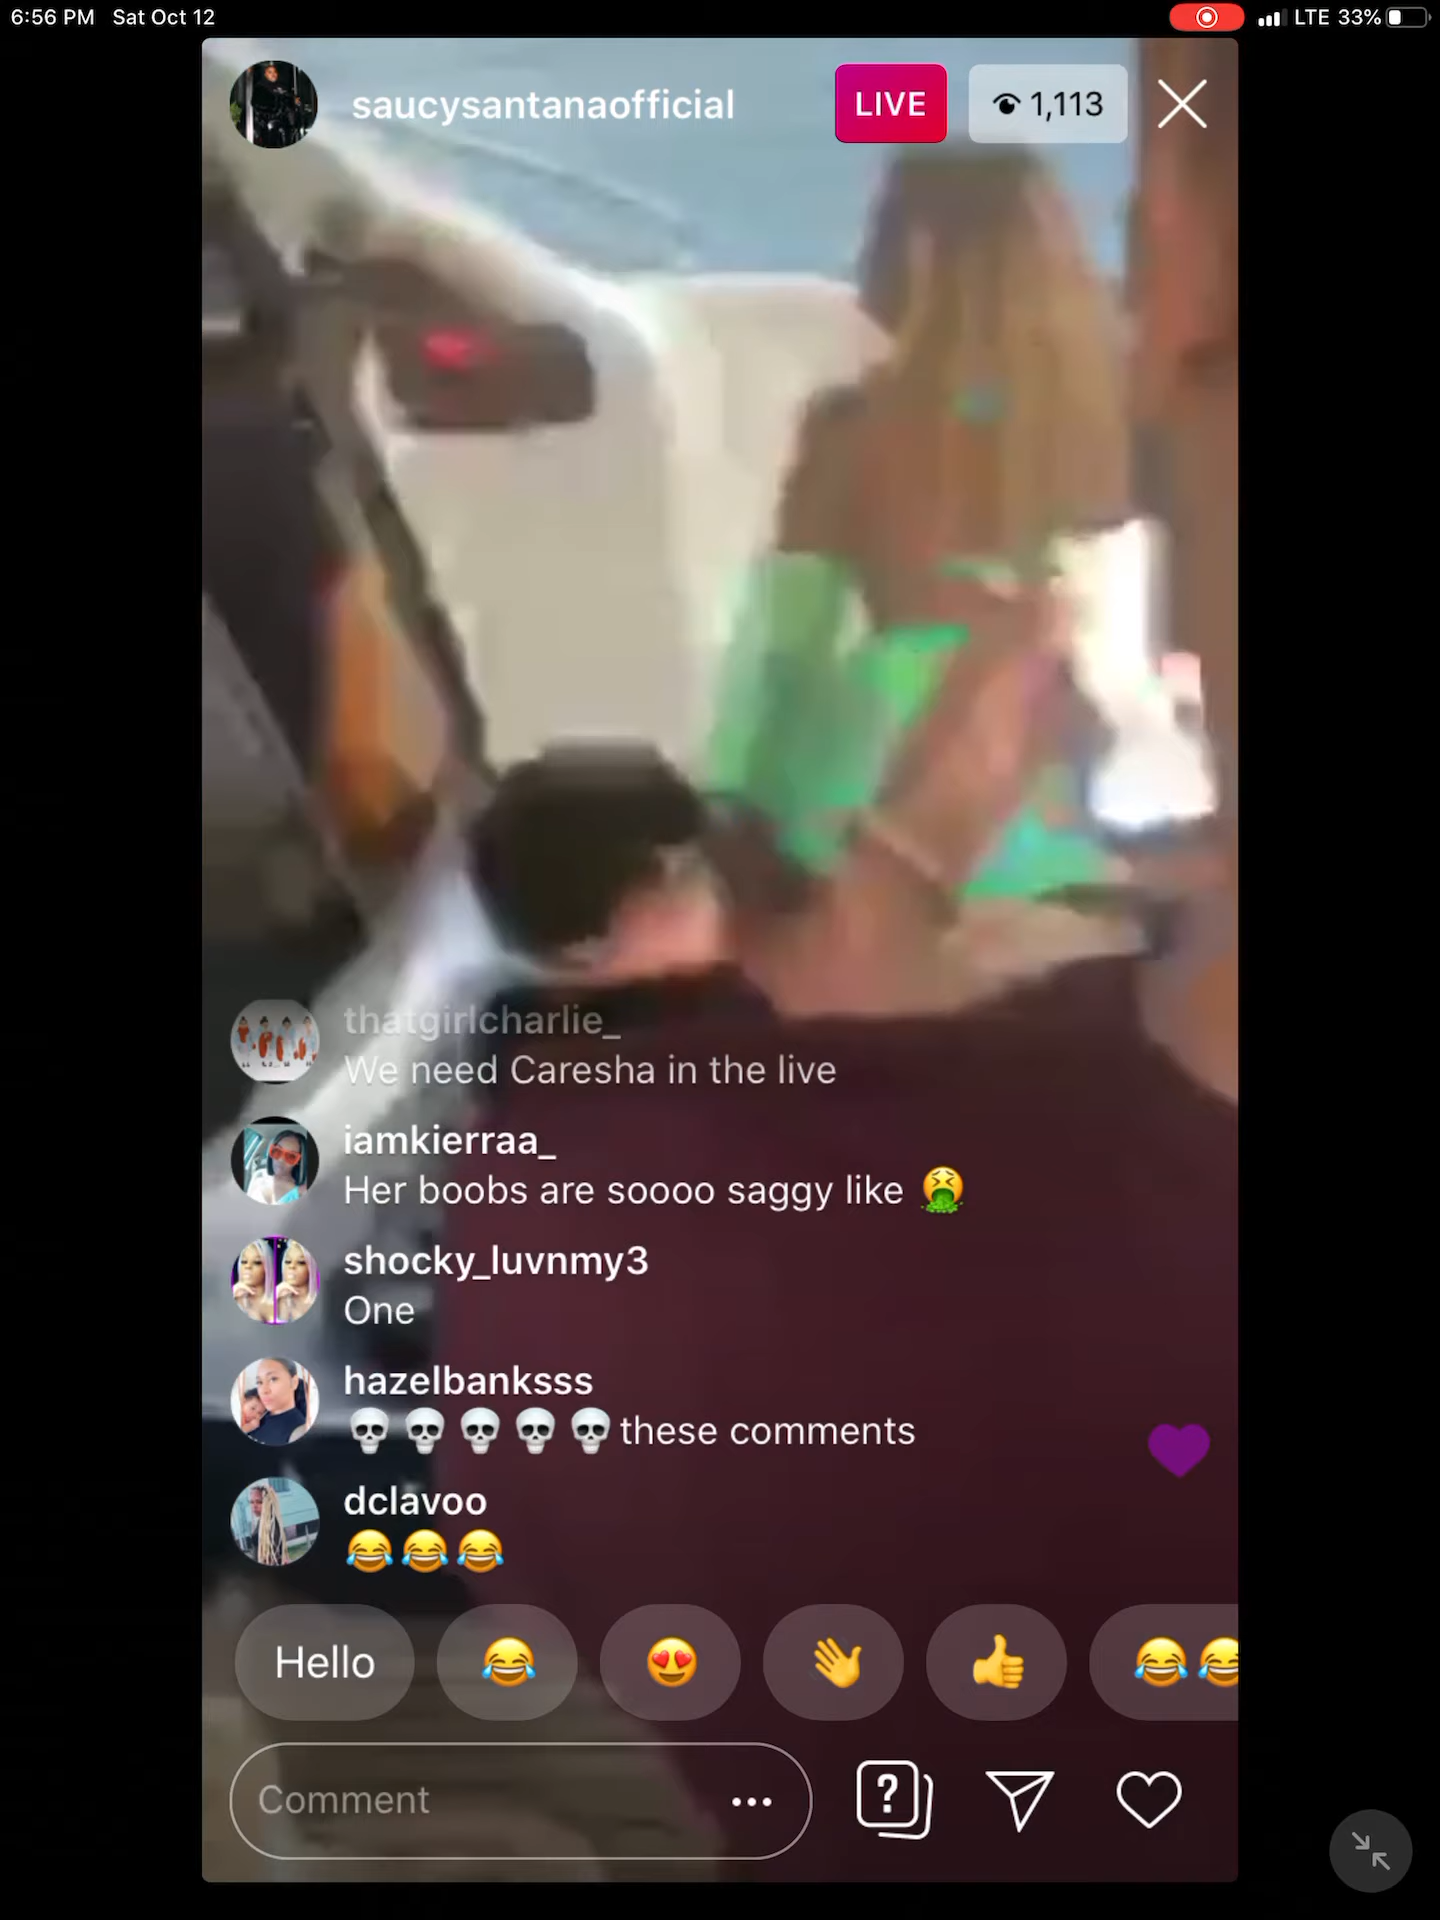 6:56 PM Sat Oct 12
LTE 33%
saucysantanaofficial LIVE 1,113
thatgirlcharlie_
We need Caresha in the live
iamkierraa_
Her boobs are soooo saggy like 🤮
shocky_luvnmy3
One
hazelbanksss
💀💀💀💀💀these comments
dclavoo
😂😂😂
Hello 😂 😍 👋 👍 😂😂
Comment